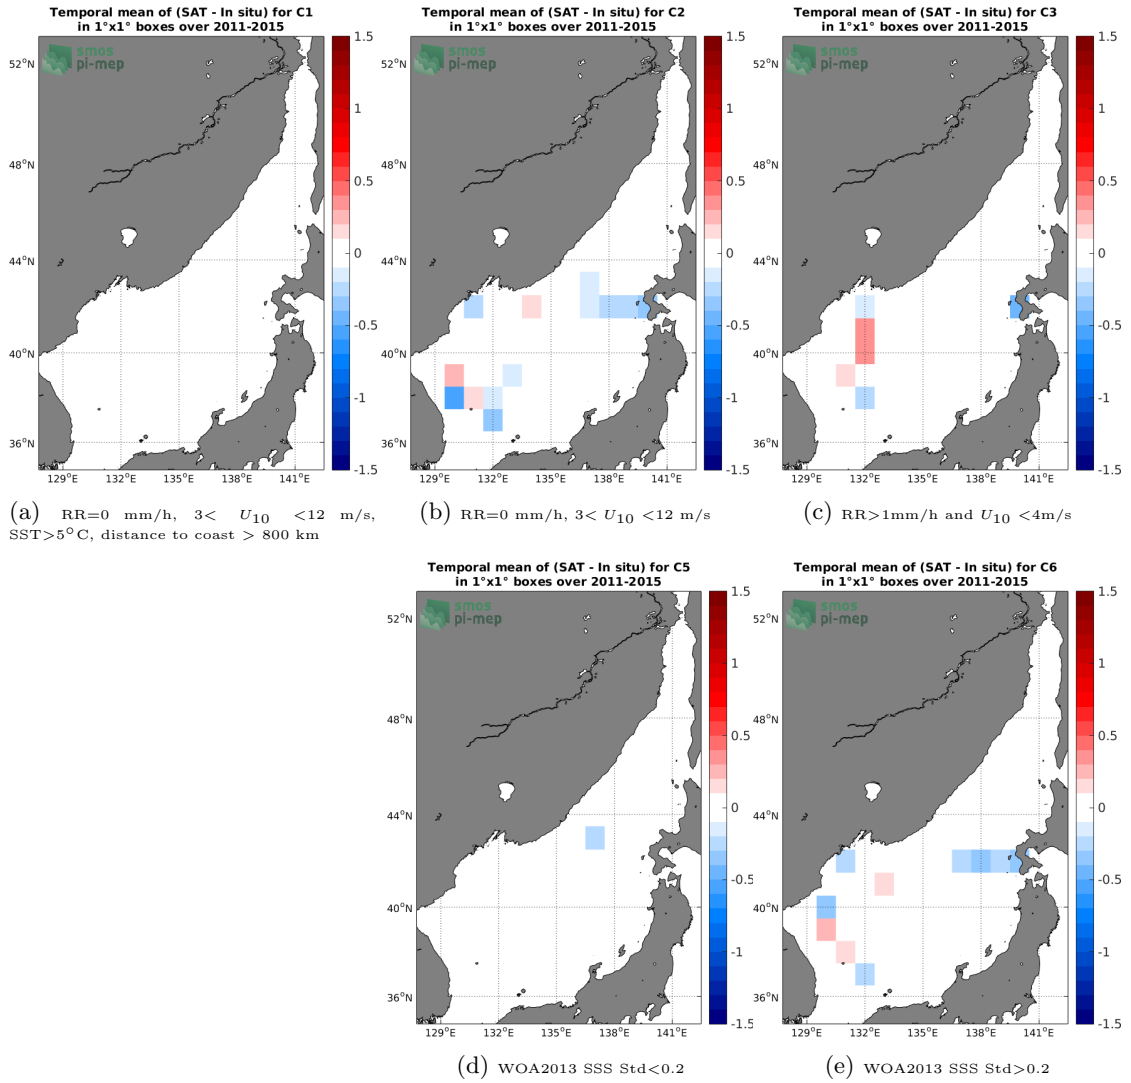 Temporal mean of (SAT - In situ) for C1
in 1°x1° boxes over 2011-2015
smos
pi-mep
52°N
48°N
44°N
40°N
36°N
129°E
132°E
135°E
138°E
141°E
1.5
1
0.5
0
-0.5
-1
-1.5
(a) RR=0 mm/h, 3< U10 <12 m/s,
SST>5°C, distance to coast > 800 km
Temporal mean of (SAT - In situ) for C2
in 1°x1° boxes over 2011-2015
smos
pi-mep
52°N
48°N
44°N
40°N
36°N
129°E
132°E
135°E
138°E
141°E
1.5
1
0.5
0
-0.5
-1
-1.5
(b) RR=0 mm/h, 3< U10 <12 m/s
Temporal mean of (SAT - In situ) for C3
in 1°x1° boxes over 2011-2015
smos
pi-mep
52°N
48°N
44°N
40°N
36°N
129°E
132°E
135°E
138°E
141°E
1.5
1
0.5
0
-0.5
-1
-1.5
(c) RR>1mm/h and U10 <4m/s
Temporal mean of (SAT - In situ) for C5
in 1°x1° boxes over 2011-2015
smos
pi-mep
52°N
48°N
44°N
40°N
36°N
129°E
132°E
135°E
138°E
141°E
1.5
1
0.5
0
-0.5
-1
-1.5
(d) WOA2013 SSS Std<0.2
Temporal mean of (SAT - In situ) for C6
in 1°x1° boxes over 2011-2015
smos
pi-mep
52°N
48°N
44°N
40°N
36°N
129°E
132°E
135°E
138°E
141°E
1.5
1
0.5
0
-0.5
-1
-1.5
(e) WOA2013 SSS Std>0.2